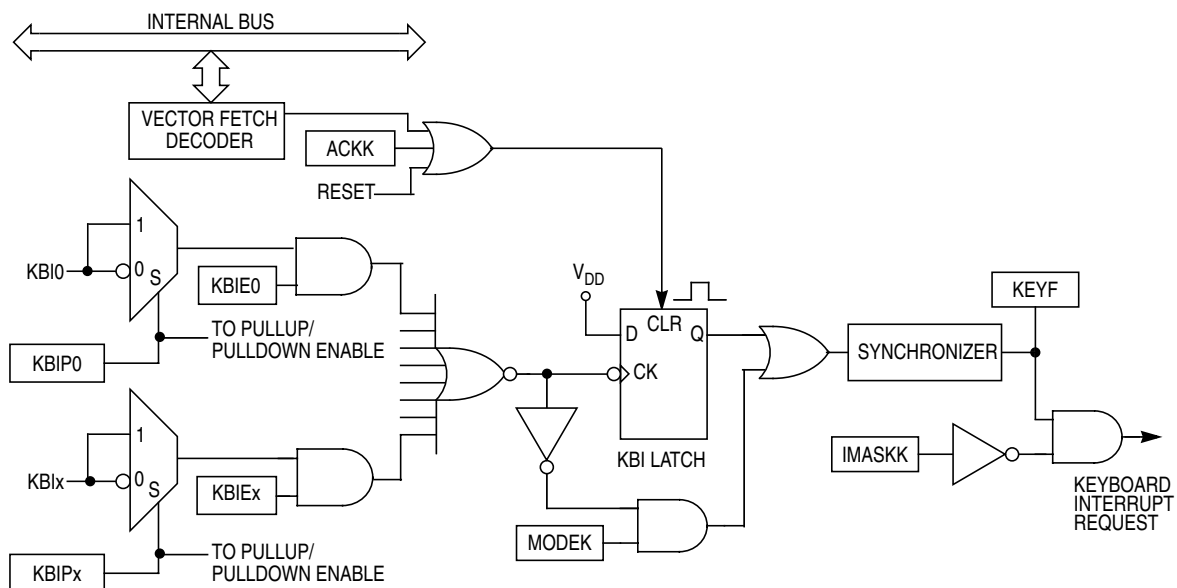 INTERNAL BUS
VECTOR FETCH
DECODER
ACKK
RESET
1
KBI0
0
S
KBIE0
TO PULLUP/
PULLDOWN ENABLE
KBIP0
VDD
D
CLR
Q
CK
KBI LATCH
SYNCHRONIZER
KEYF
1
KBIx
0
S
KBIEx
TO PULLUP/
PULLDOWN ENABLE
KBIPx
MODEK
IMASKK
KEYBOARD
INTERRUPT
REQUEST